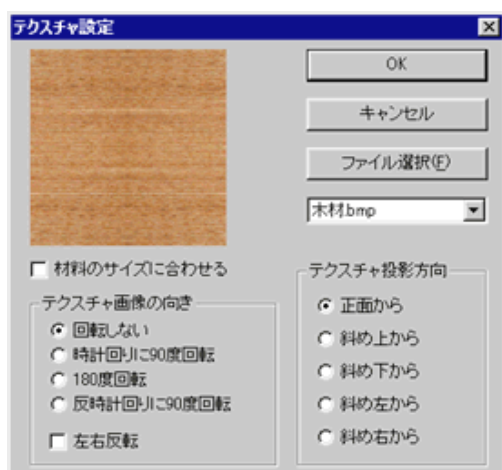 テクスチャ設定
OK
キャンセル
ファイル選択(F)
木材.bmp
材料のサイズに合わせる
テクスチャ画像の向き
回転しない
時計回りに90度回転
180度回転
反時計回りに90度回転
左右反転
テクスチャ投影方向
正面から
斜め上から
斜め下から
斜め左から
斜め右から